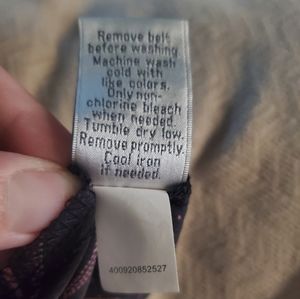 Remove belt
before washing
Machine wash
cold with
like colors.
Only non-
chlorine bleach
when needed.
Tumble dry low.
Remove promptly.
Cool iron
if needed.
400920852527